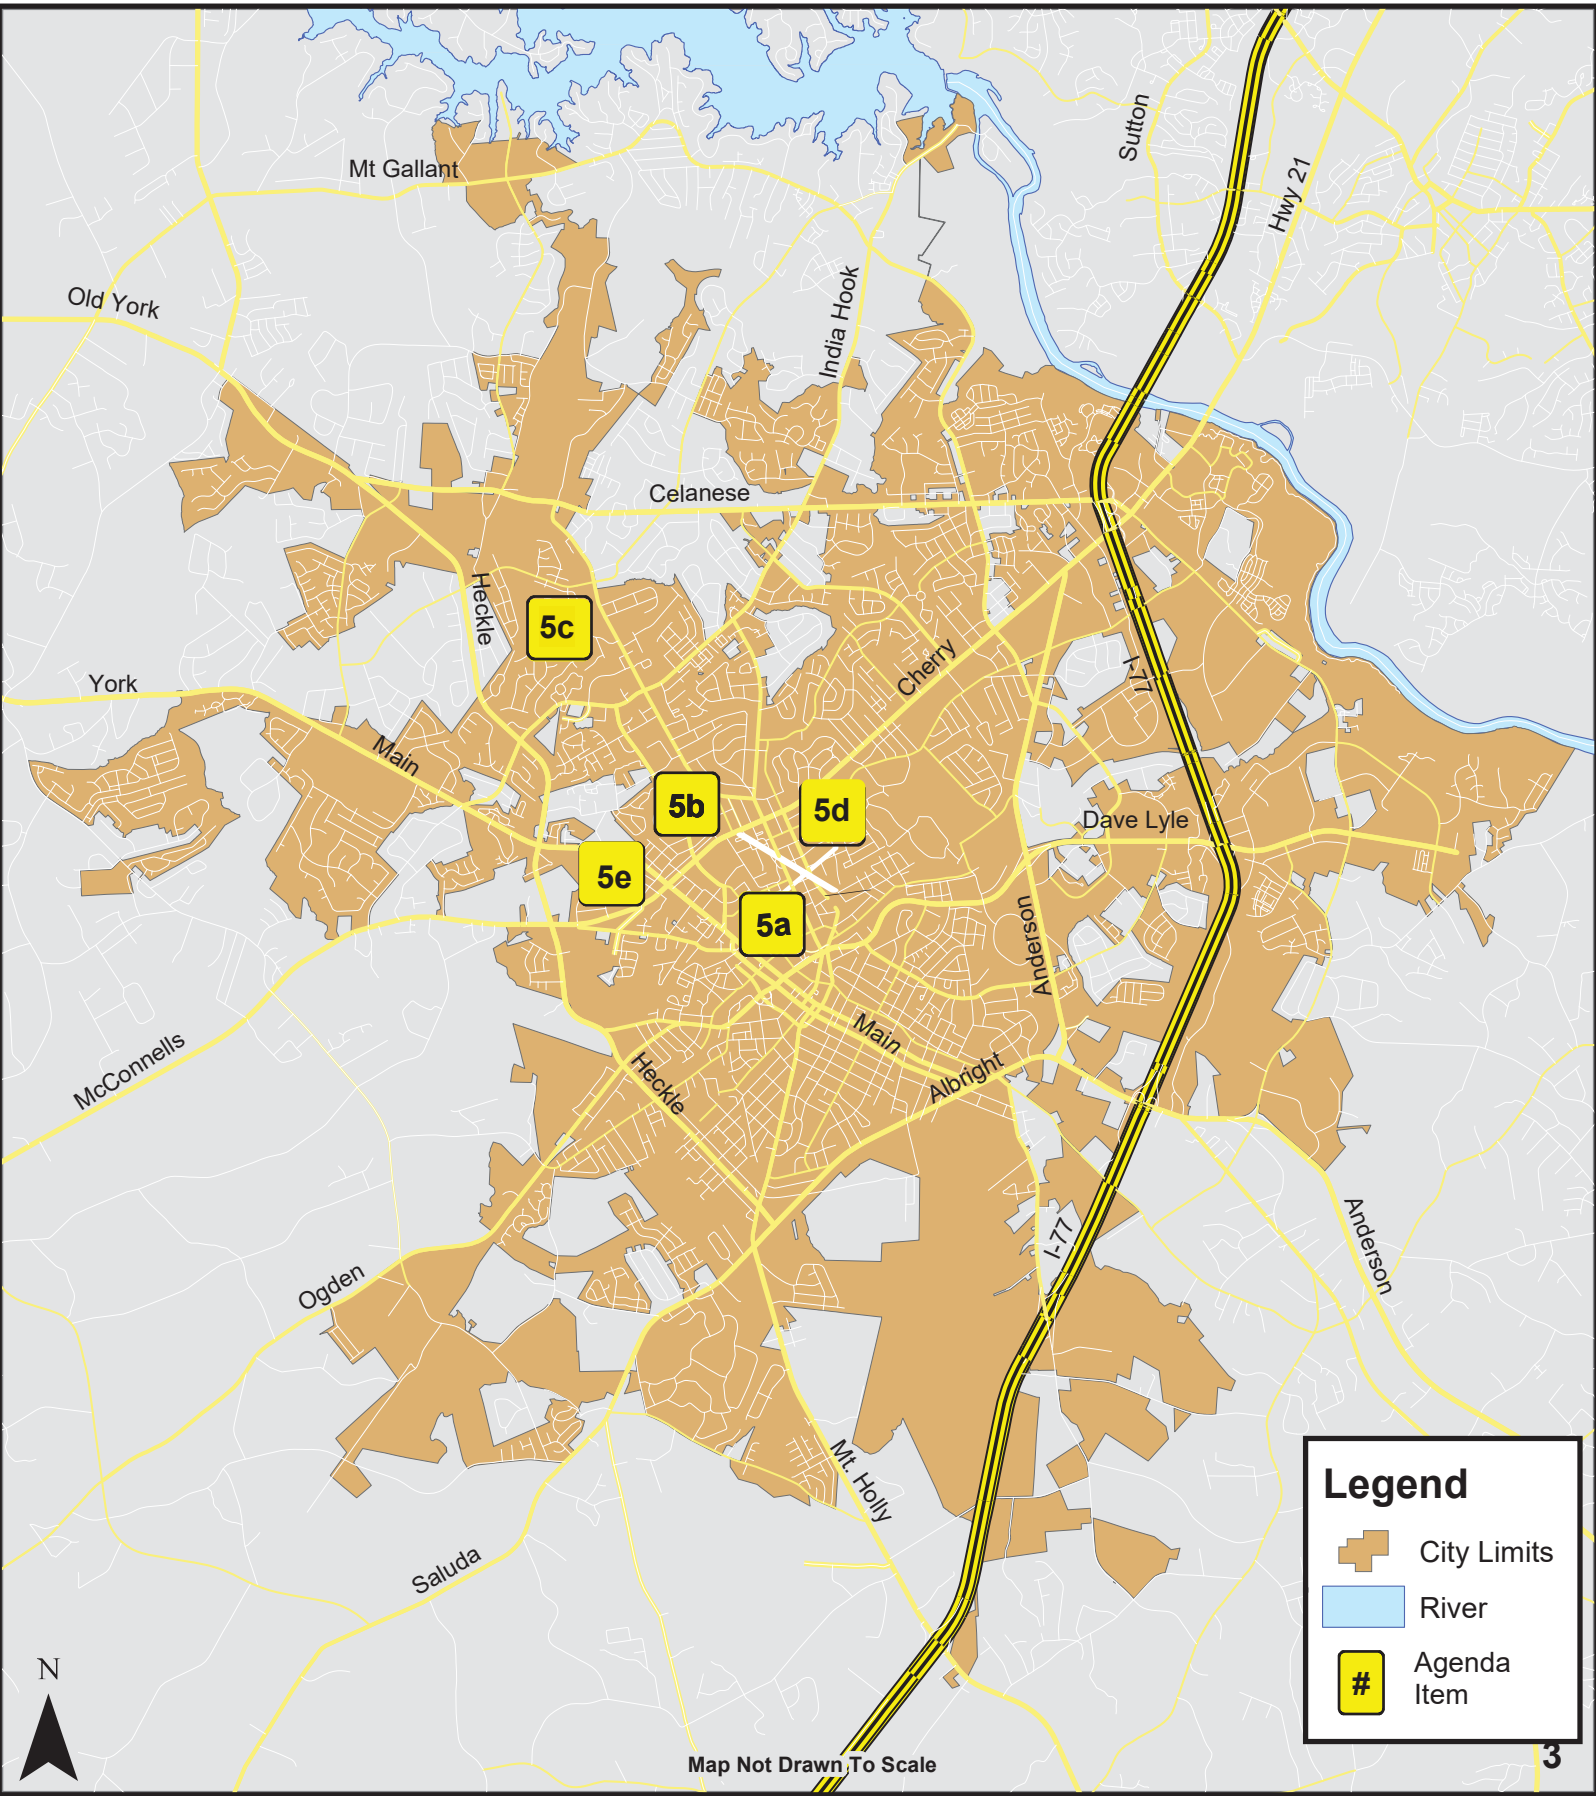 Sutton
Mt Gallant
Hwy 21
Old York
India Hook
Celanese
Heckle
5c
Cherry
I-77
York
Main
5b
5d
Dave Lyle
5e
5a
Anderson
Main
McConnells
Heckle
Albright
I-77
Anderson
Ogden
Mt. Holly
Saluda
Legend
City Limits
River
#
Agenda
Item
N
Map Not Drawn To Scale
3